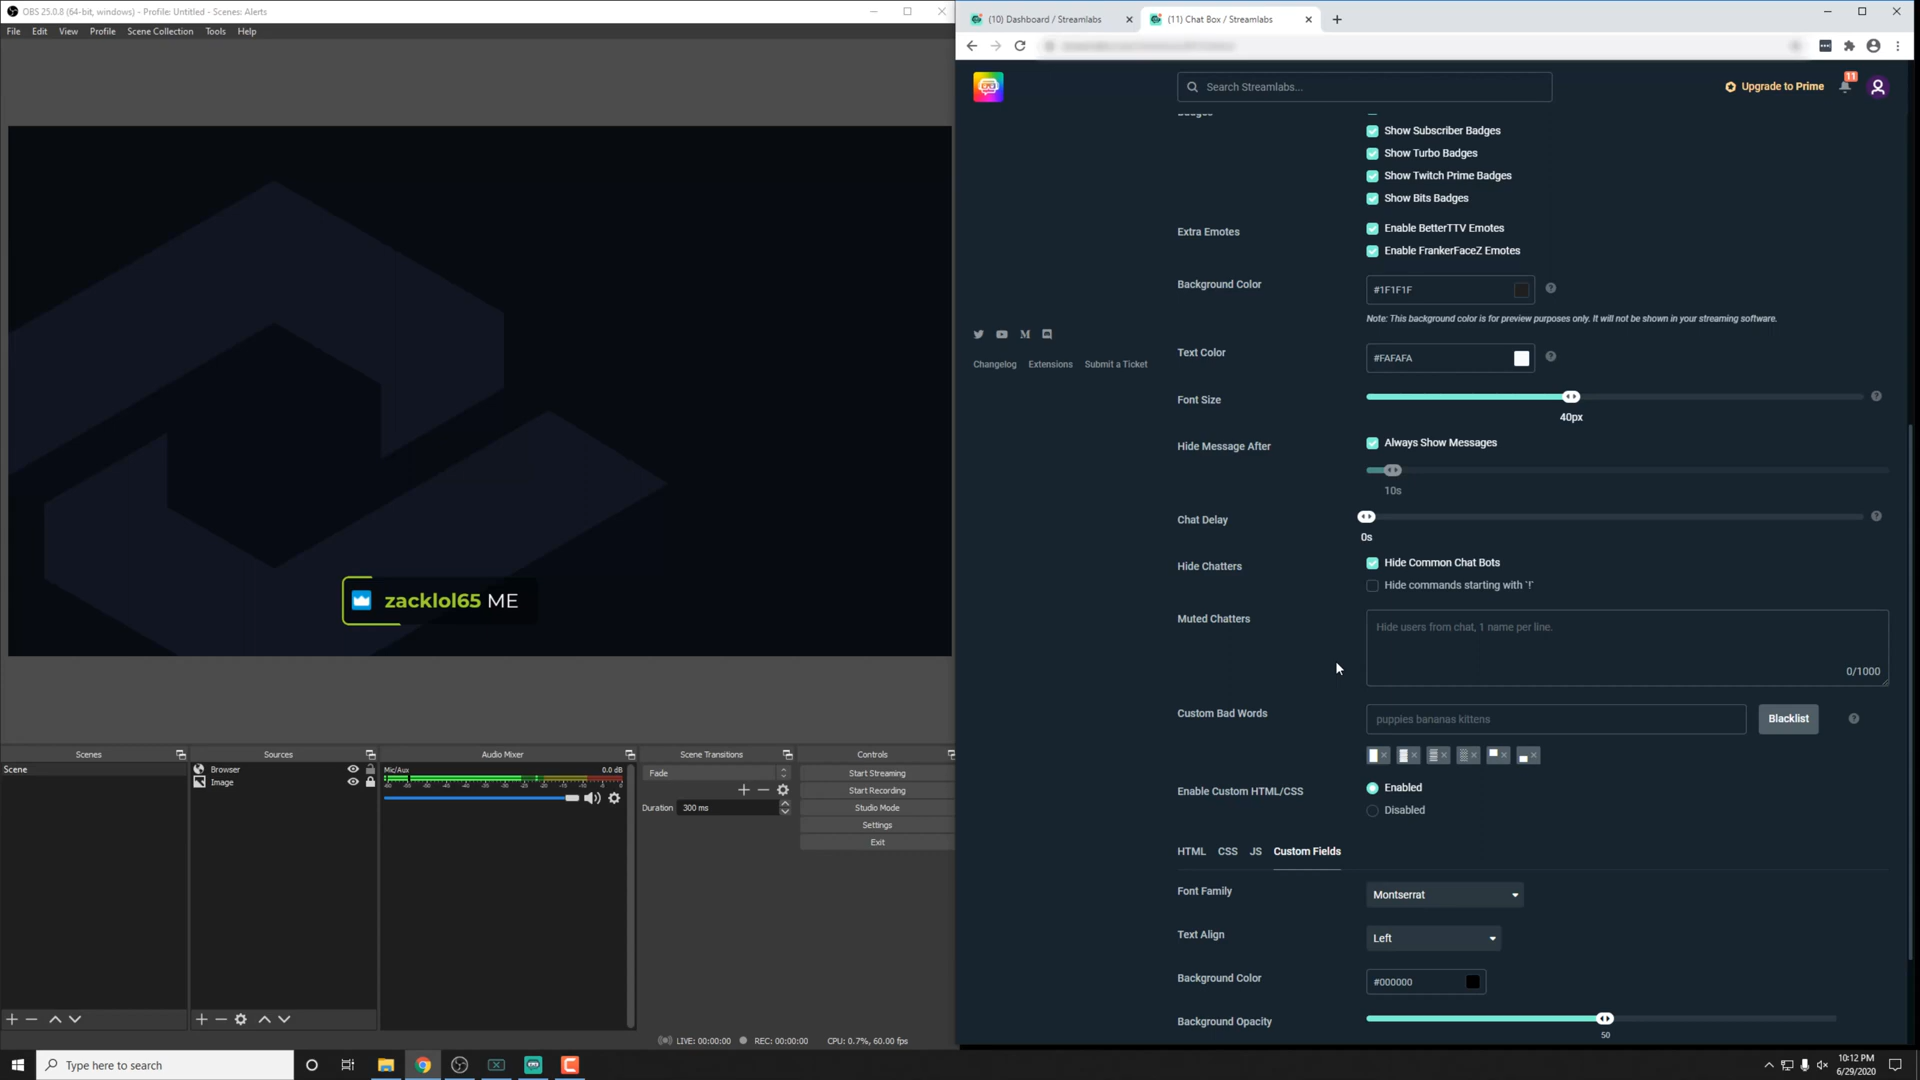 OBS 25.0.8 (64-bit, windows) - Profile: Untitled - Scenes: Alerts
File Edit View Profile Scene Collection Tools Help
zacklol65 ME
Scenes
Scene
Sources
Browser
Image
Audio Mixer
Mic/Aux 0.0 dB
Scene Transitions
Fade
Duration 300 ms
Controls
Start Streaming
Start Recording
Studio Mode
Settings
Exit
LIVE: 00:00:00 REC: 00:00:00 CPU: 0.7%, 60.00 fps
(10) Dashboard / Streamlabs
(11) Chat Box / Streamlabs
Search Streamlabs...
Upgrade to Prime
11
Changelog Extensions Submit a Ticket
Badges
Show Subscriber Badges
Show Turbo Badges
Show Twitch Prime Badges
Show Bits Badges
Extra Emotes
Enable BetterTTV Emotes
Enable FrankerFaceZ Emotes
Background Color
#1F1F1F
Note: This background color is for preview purposes only. It will not be shown in your streaming software.
Text Color
#FAFAFA
Font Size
40px
Hide Message After
Always Show Messages
10s
Chat Delay
0s
Hide Chatters
Hide Common Chat Bots
Hide commands starting with '!'
Muted Chatters
Hide users from chat, 1 name per line.
0/1000
Custom Bad Words
puppies bananas kittens
Blacklist
Enable Custom HTML/CSS
Enabled
Disabled
HTML CSS JS Custom Fields
Font Family
Montserrat
Text Align
Left
Background Color
#000000
Background Opacity
50
Type here to search
10:12 PM
6/29/2020